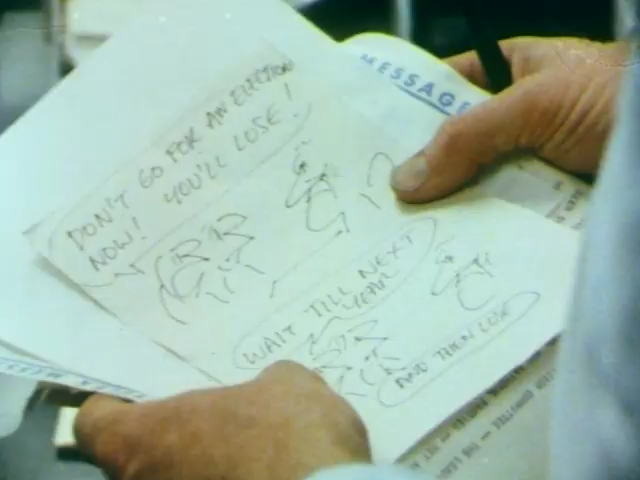 MESSAGE
DON'T GO FOR AN ELECTION
NOW! YOU'LL LOSE!
?
WAIT TILL NEXT
YEAR
AND THEN LOSE